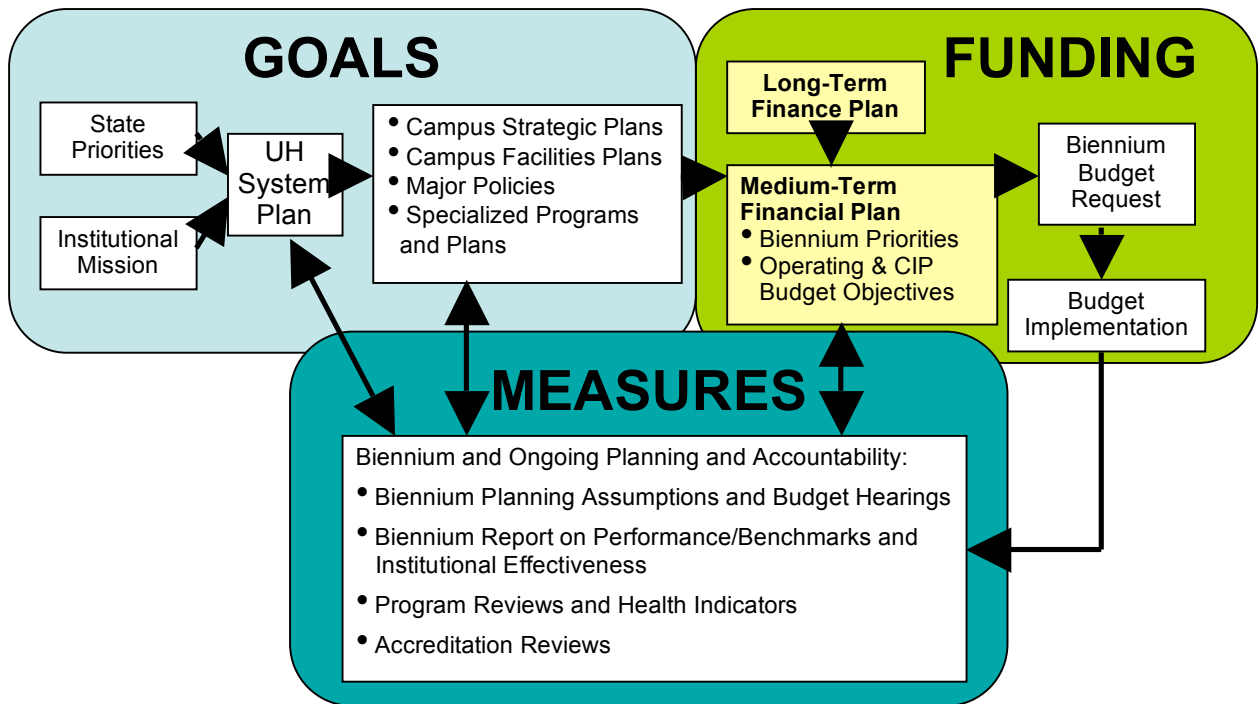 GOALS
State
Priorities
Institutional
Mission
UH
System
Plan
• Campus Strategic Plans
• Campus Facilities Plans
• Major Policies
• Specialized Programs
and Plans
FUNDING
Long-Term
Finance Plan
Medium-Term
Financial Plan
• Biennium Priorities
• Operating & CIP
Budget Objectives
Biennium
Budget
Request
Budget
Implementation
MEASURES
Biennium and Ongoing Planning and Accountability:
• Biennium Planning Assumptions and Budget Hearings
• Biennium Report on Performance/Benchmarks and
Institutional Effectiveness
• Program Reviews and Health Indicators
• Accreditation Reviews